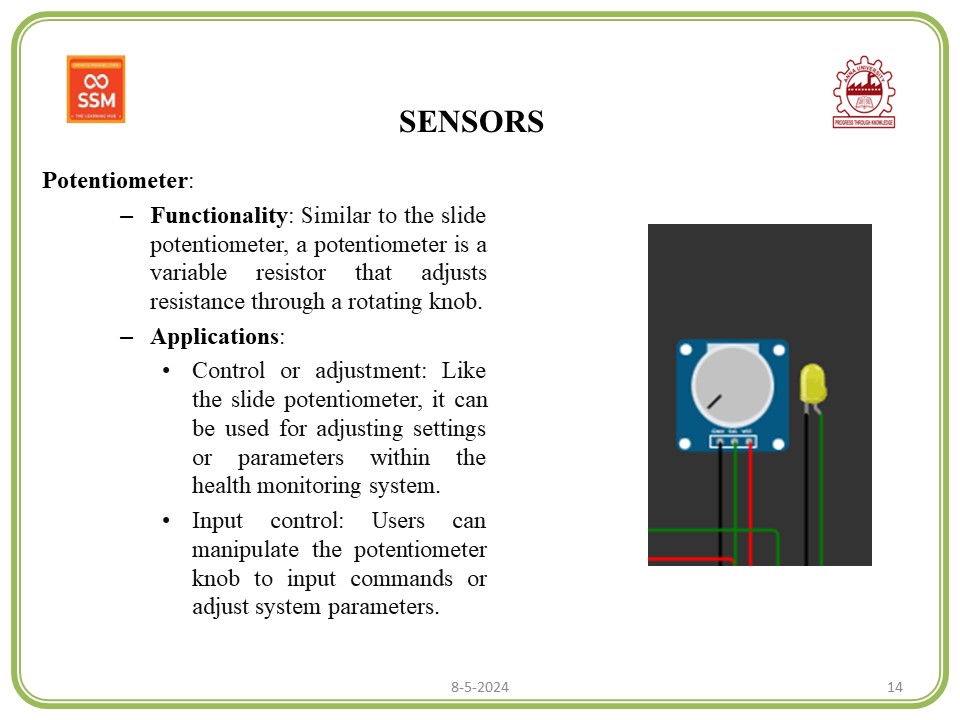 SSM
THE LEARNING HUB
ANNA UNIVERSITY
PROGRESS THROUGH KNOWLEDGE
SENSORS
Potentiometer:
– Functionality: Similar to the slide
potentiometer, a potentiometer is a
variable resistor that adjusts
resistance through a rotating knob.
– Applications:
• Control or adjustment: Like
the slide potentiometer, it can
be used for adjusting settings
or parameters within the
health monitoring system.
• Input control: Users can
manipulate the potentiometer
knob to input commands or
adjust system parameters.
8-5-2024
14